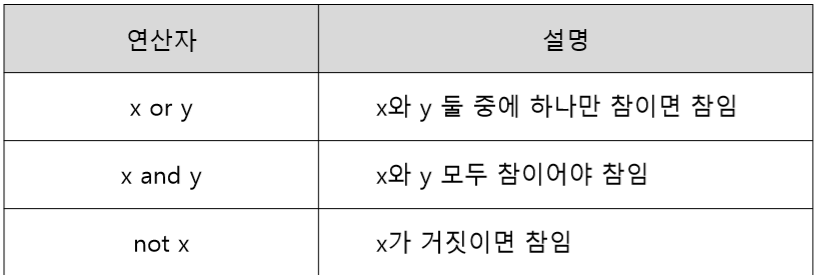 연산자 설명
x or y x와 y 둘 중에 하나만 참이면 참임
x and y x와 y 모두 참이어야 참임
not x x가 거짓이면 참임